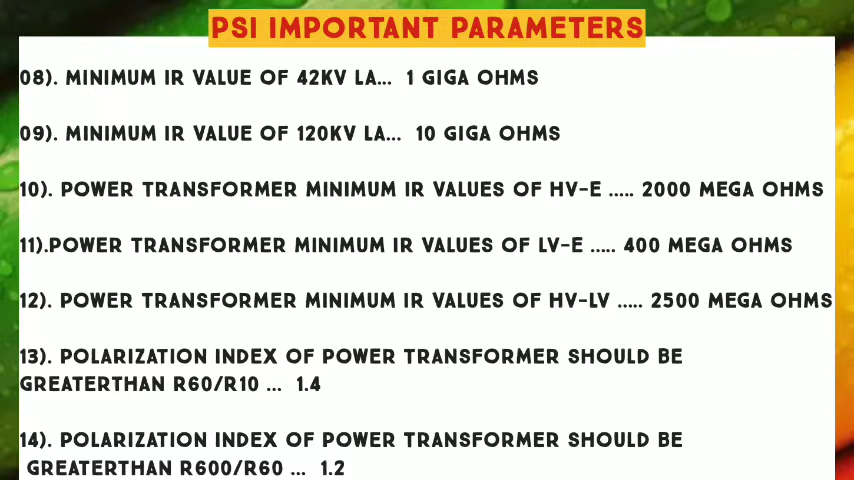 PSI IMPORTANT PARAMETERS
08). MINIMUM IR VALUE OF 42KV LA... 1 GIGA OHMS
09). MINIMUM IR VALUE OF 120KV LA... 10 GIGA OHMS
10). POWER TRANSFORMER MINIMUM IR VALUES OF HV-E ..... 2000 MEGA OHMS
11).POWER TRANSFORMER MINIMUM IR VALUES OF LV-E ..... 400 MEGA OHMS
12). POWER TRANSFORMER MINIMUM IR VALUES OF HV-LV ..... 2500 MEGA OHMS
13). POLARIZATION INDEX OF POWER TRANSFORMER SHOULD BE
GREATERTHAN R60/R10 ... 1.4
14). POLARIZATION INDEX OF POWER TRANSFORMER SHOULD BE
GREATERTHAN R600/R60 ... 1.2